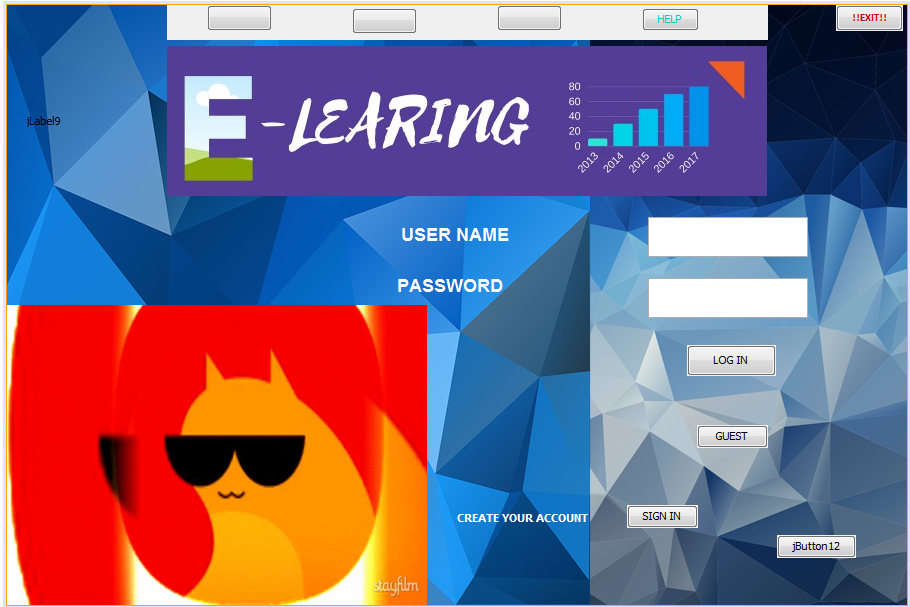 HELP
!!EXIT!!
jLabel9
E-LEARING
80
60
40
20
0
2013
2014
2015
2016
2017
USER NAME
PASSWORD
LOG IN
GUEST
CREATE YOUR ACCOUNT
SIGN IN
jButton12
stayfilm